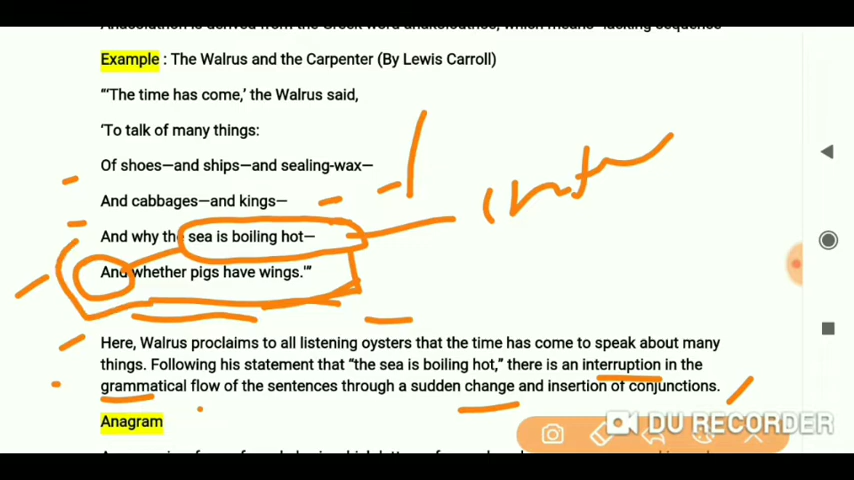 Example : The Walrus and the Carpenter (By Lewis Carroll)
“‘The time has come,’ the Walrus said,
‘To talk of many things:
Of shoes—and ships—and sealing-wax—
And cabbages—and kings—
And why the sea is boiling hot—
And whether pigs have wings.’”
Here, Walrus proclaims to all listening oysters that the time has come to speak about many
things. Following his statement that “the sea is boiling hot,” there is an interruption in the
grammatical flow of the sentences through a sudden change and insertion of conjunctions.
DU RECORDER
Anagram